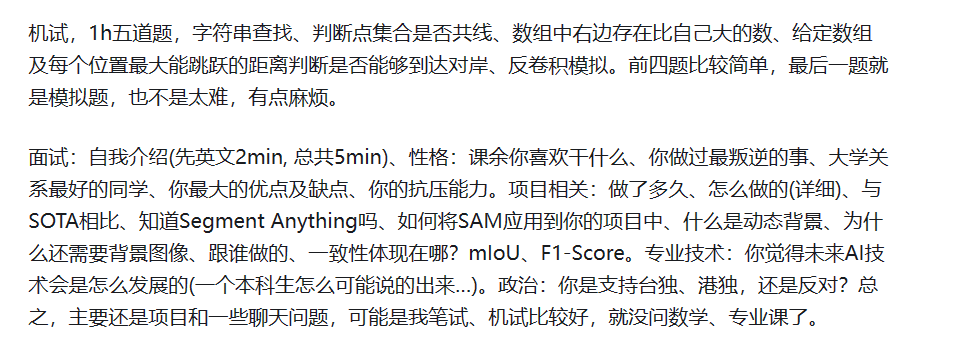 机试，1h五道题，字符串查找、判断点集合是否共线、数组中右边存在比自己大的数、给定数组
及每个位置最大能跳跃的距离判断是否能够到达对岸、反卷积模拟。前四题比较简单，最后一题就
是模拟题，也不是太难，有点麻烦。
面试：自我介绍(先英文2min, 总共5min)、性格：课余你喜欢干什么、你做过最叛逆的事、大学关
系最好的同学、你最大的优点及缺点、你的抗压能力。项目相关：做了多久、怎么做的(详细)、与
SOTA相比、知道Segment Anything吗、如何将SAM应用到你的项目中、什么是动态背景、为什
么还需要背景图像、跟谁做的、一致性体现在哪？mIoU、F1-Score。专业技术：你觉得未来AI技
术会是怎么发展的(一个本科生怎么可能说的出来...)。政治：你是支持台独、港独，还是反对？总
之，主要还是项目和一些聊天问题，可能是我笔试、机试比较好，就没问数学、专业课了。